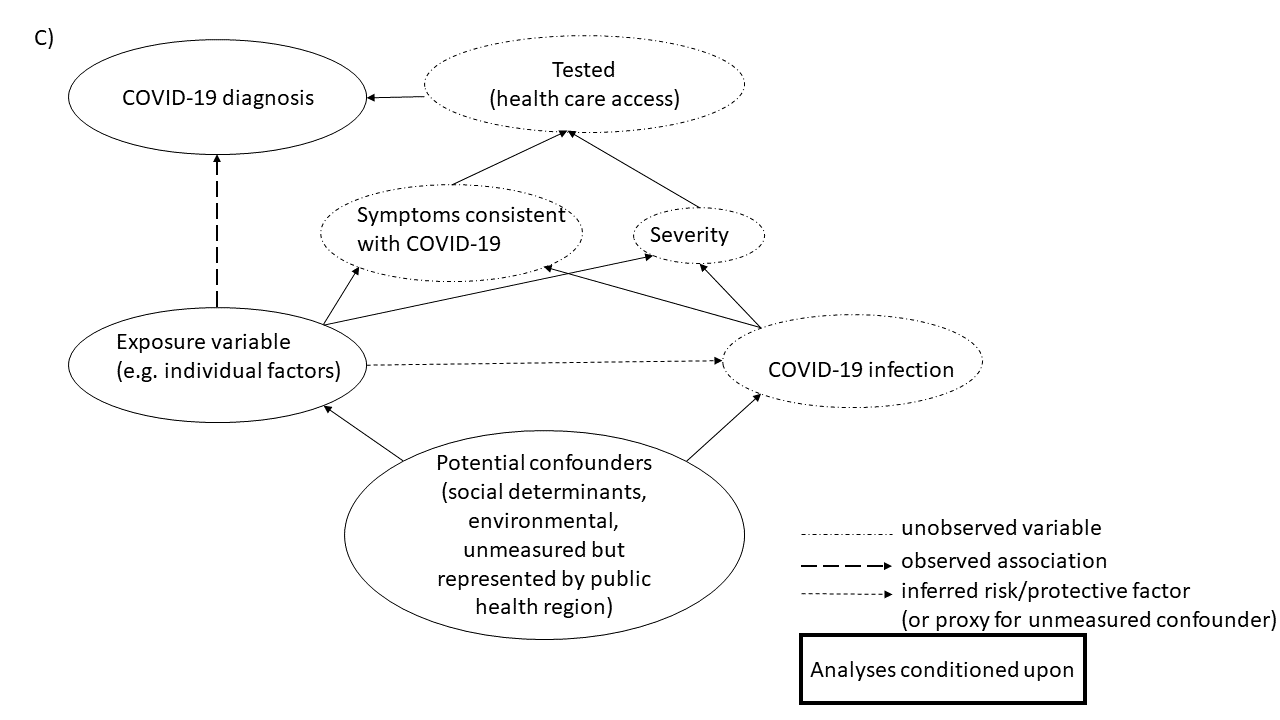 C)
COVID-19 diagnosis
Tested
(health care access)
Symptoms consistent
with COVID-19
Severity
Exposure variable
(e.g. individual factors)
COVID-19 infection
Potential confounders
(social determinants,
environmental,
unmeasured but
represented by public
health region)
unobserved variable
observed association
inferred risk/protective factor
(or proxy for unmeasured confounder)
Analyses conditioned upon